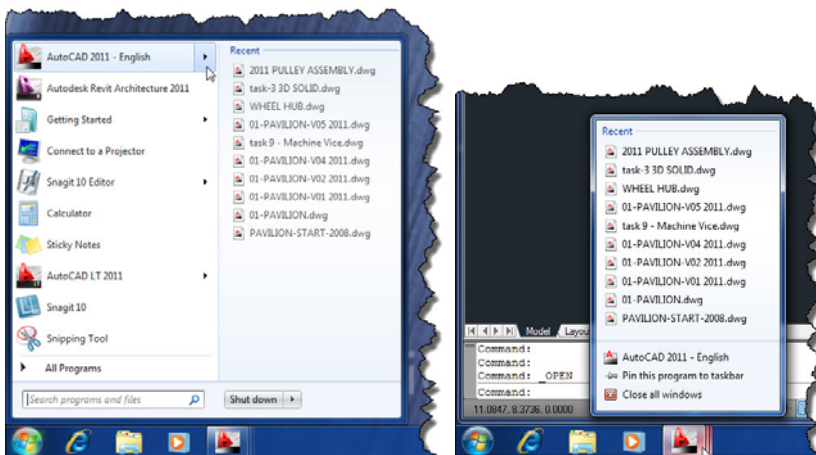 AutoCAD 2011 - English
Autodesk Revit Architecture 2011
Getting Started
Connect to a Projector
Snagit 10 Editor
Calculator
Sticky Notes
AutoCAD LT 2011
Snagit 10
Snipping Tool
All Programs
Search programs and files
Shut down
Recent
2011 PULLEY ASSEMBLY.dwg
task-3 3D SOLID.dwg
WHEEL HUB.dwg
01-PAVILION-V05 2011.dwg
task 9 - Machine Vice.dwg
01-PAVILION-V04 2011.dwg
01-PAVILION-V02 2011.dwg
01-PAVILION-V01 2011.dwg
01-PAVILION.dwg
PAVILION-START-2008.dwg
Recent
2011 PULLEY ASSEMBLY.dwg
task-3 3D SOLID.dwg
WHEEL HUB.dwg
01-PAVILION-V05 2011.dwg
task 9 - Machine Vice.dwg
01-PAVILION-V04 2011.dwg
01-PAVILION-V02 2011.dwg
01-PAVILION-V01 2011.dwg
01-PAVILION.dwg
PAVILION-START-2008.dwg
AutoCAD 2011 - English
Pin this program to taskbar
Close all windows
Model Layou
Command:
Command:
Command: _OPEN
Command:
11.0847, 8.3736, 0.0000